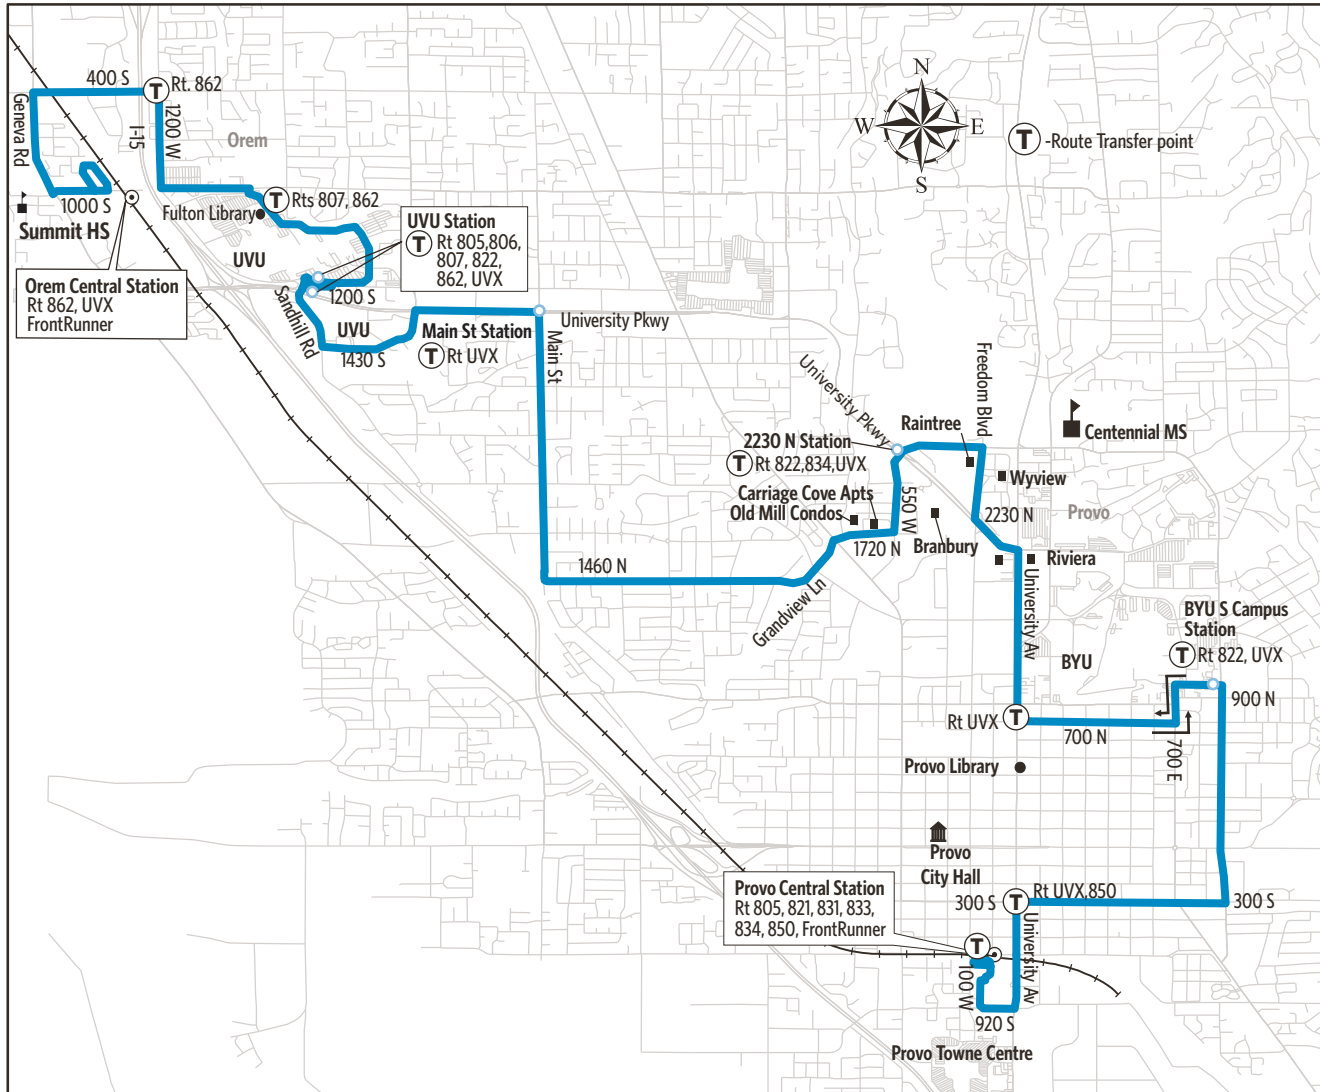 N
W
E
S
T
-Route Transfer point
400 S
T
Rt. 862
Geneva Rd
I-15
1200 W
Orem
1000 S
Summit HS
Fulton Library
T
Rts 807, 862
UVU
UVU Station
T
Rt 805,806,
807, 822,
862, UVX
Orem Central Station
Rt 862, UVX
FrontRunner
1200 S
Sandhill Rd
UVU
1430 S
Main St Station
T
Rt UVX
University Pkwy
Main St
University Pkwy
Freedom Blvd
Raintree
Centennial MS
2230 N Station
T
Rt 822,834,UVX
Wyview
Carriage Cove Apts
Old Mill Condos
550 W
2230 N
Provo
1720 N
Branbury
Riviera
1460 N
Grandview Ln
University Av
BYU
BYU S Campus
Station
T
Rt 822, UVX
900 N
Rt UVX
T
700 N
700 E
Provo Library
Provo
City Hall
Provo Central Station
Rt 805, 821, 831, 833,
834, 850, FrontRunner
300 S
T
Rt UVX,850
300 S
T
100 W
University Av
920 S
Provo Towne Centre